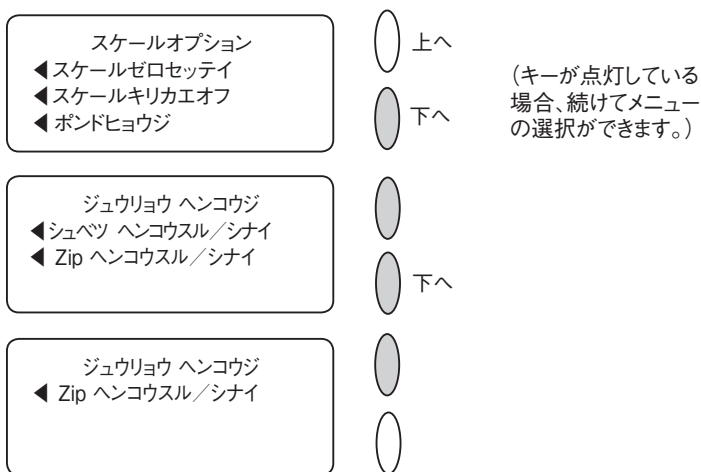 スケールオプション
◀スケールゼロセッテイ
◀スケールキリカエオフ
◀ポンドヒョウジ
上へ
下へ
（キーが点灯している
場合、続けてメニュー
の選択ができます。）
ジュウリョウ ヘンコウジ
◀シュベツ ヘンコウスル／シナイ
◀ Zip ヘンコウスル／シナイ
下へ
ジュウリョウ ヘンコウジ
◀ Zip ヘンコウスル／シナイ